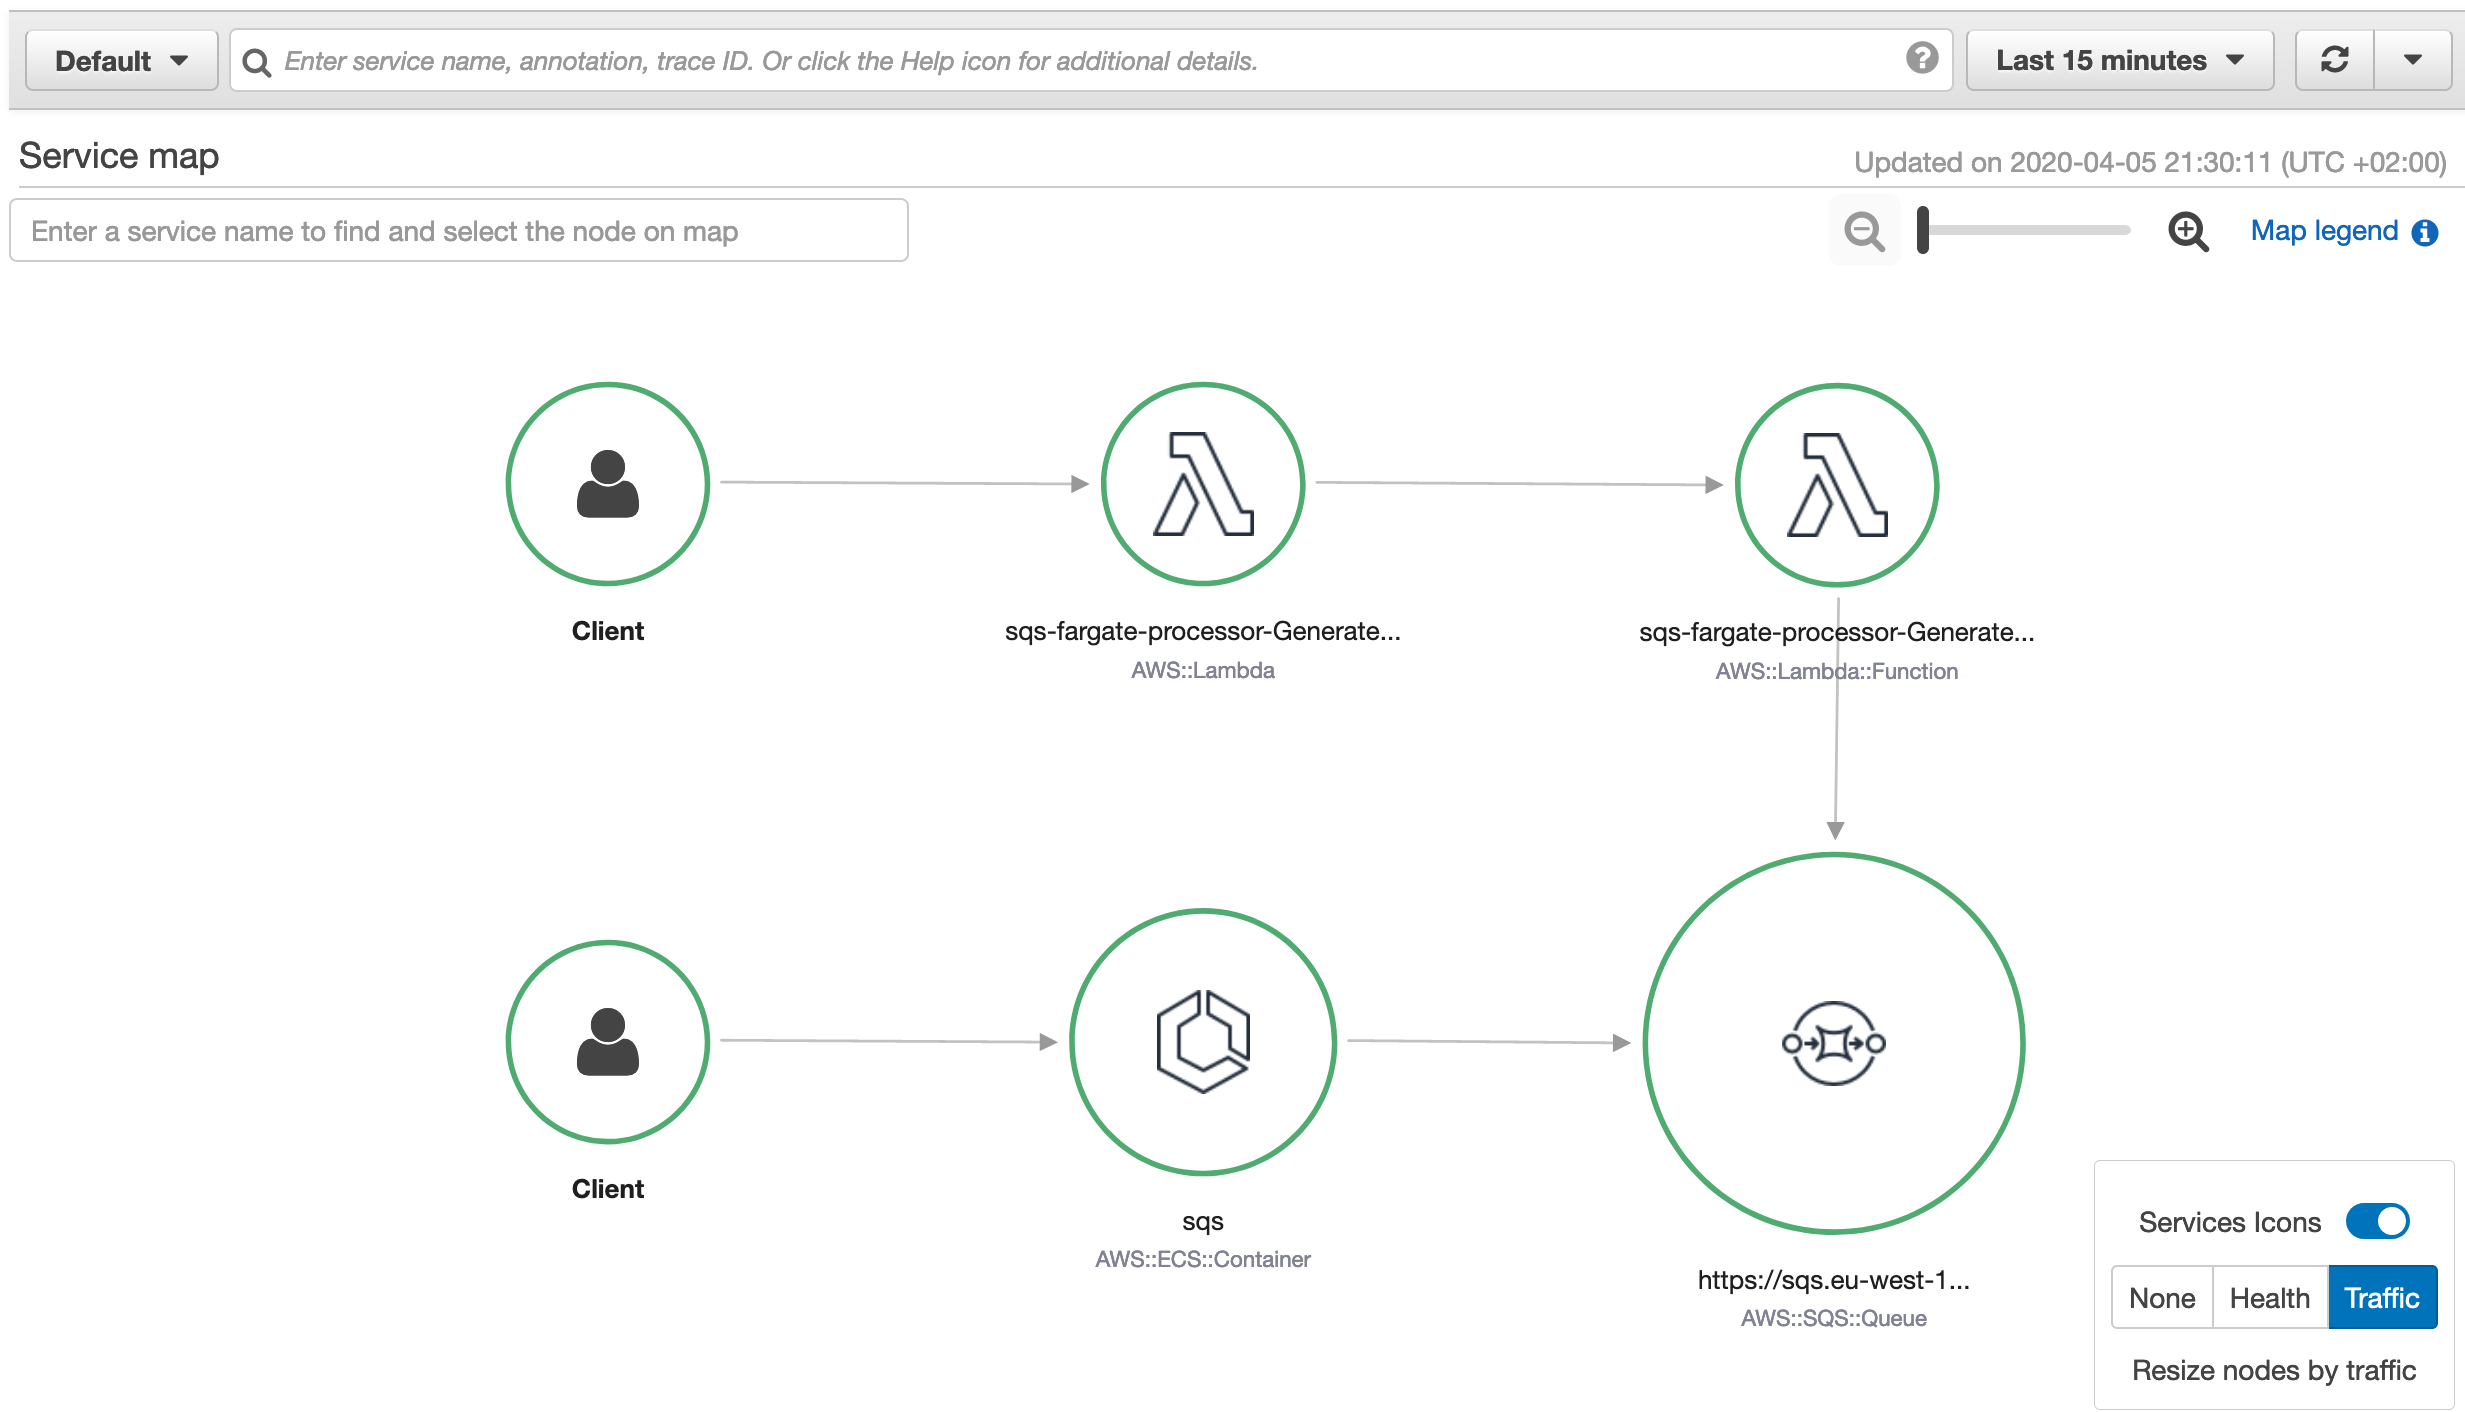 Default
Enter service name, annotation, trace ID. Or click the Help icon for additional details.
?
Last 15 minutes
Service map
Updated on 2020-04-05 21:30:11 (UTC +02:00)
Enter a service name to find and select the node on map
Map legend i
Client
sqs-fargate-processor-Generate...
AWS::Lambda
sqs-fargate-processor-Generate...
AWS::Lambda::Function
Client
sqs
AWS::ECS::Container
https://sqs.eu-west-1...
AWS::SQS::Queue
Services Icons
None Health Traffic
Resize nodes by traffic